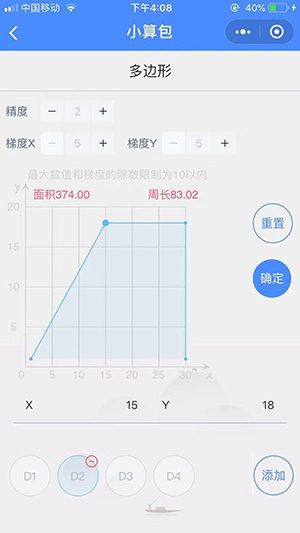 中国移动 下午4:08 40%
小算包
多边形
精度 − 2 +
梯度X − 5 + 梯度Y − 5 +
最大数值和梯度的除数限制为10以内
y
面积374.00 周长83.02
20
15
10
5
0 5 10 15 20 25 30 x
重置
确定
X 15 Y 18
D1 D2 D3 D4 添加